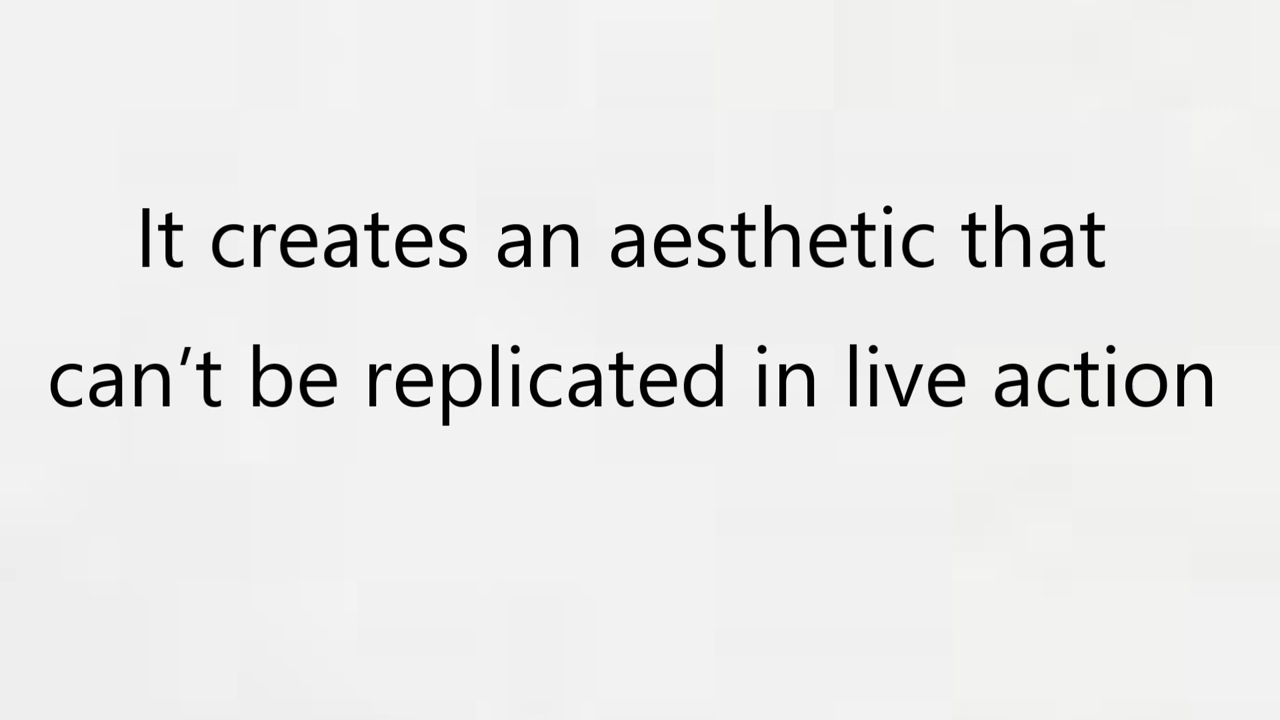 It creates an aesthetic that
can’t be replicated in live action